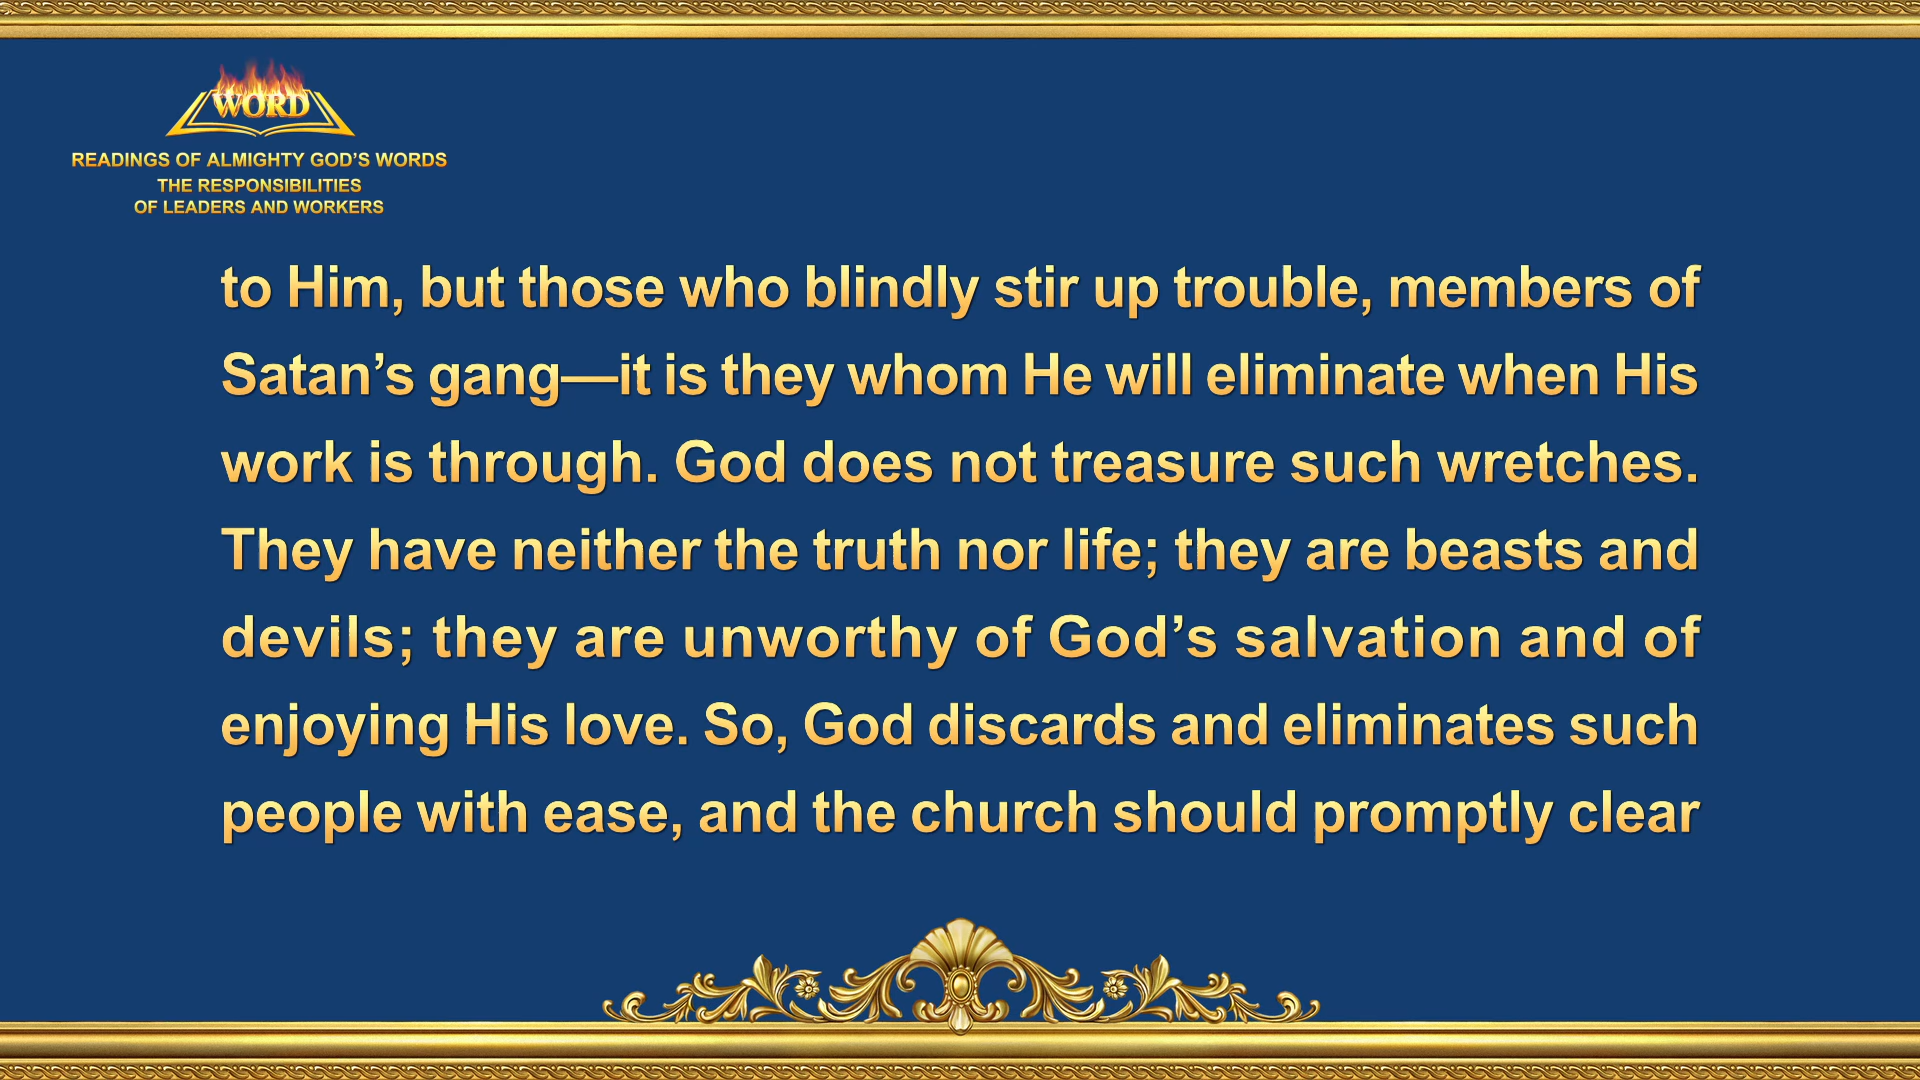 WORD
READINGS OF ALMIGHTY GOD’S WORDS
THE RESPONSIBILITIES
OF LEADERS AND WORKERS
to Him, but those who blindly stir up trouble, members of
Satan’s gang—it is they whom He will eliminate when His
work is through. God does not treasure such wretches.
They have neither the truth nor life; they are beasts and
devils; they are unworthy of God’s salvation and of
enjoying His love. So, God discards and eliminates such
people with ease, and the church should promptly clear